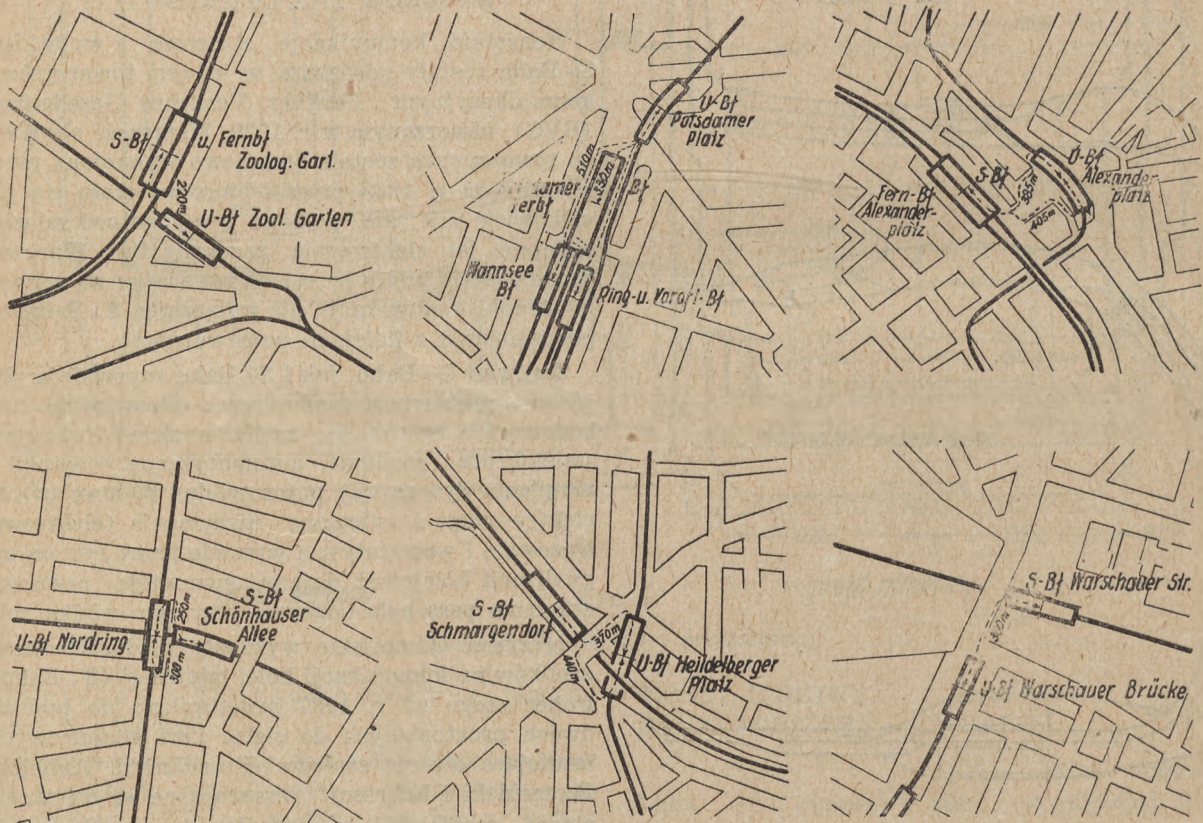 S-Bf
u. Fernbf
Zoolog. Gart.
220m
U-Bf Zool. Garten
U-Bf
Potsdamer
Platz
510m
330m
Bf
Wannsee
Bf
Ring-u. Vorort-Bf
U-Bf
Alexander-
platz
S-Bf
385m
405m
Fern-Bf
Alexander-
platz
S-Bf
Schönhauser
Allee
250m
U-Bf Nordring
300m
S-Bf
Schmargendorf
370m
440m
U-Bf Heildelberger
Platz
S-Bf Warschauer Str.
U-Bf Warschauer Brücke